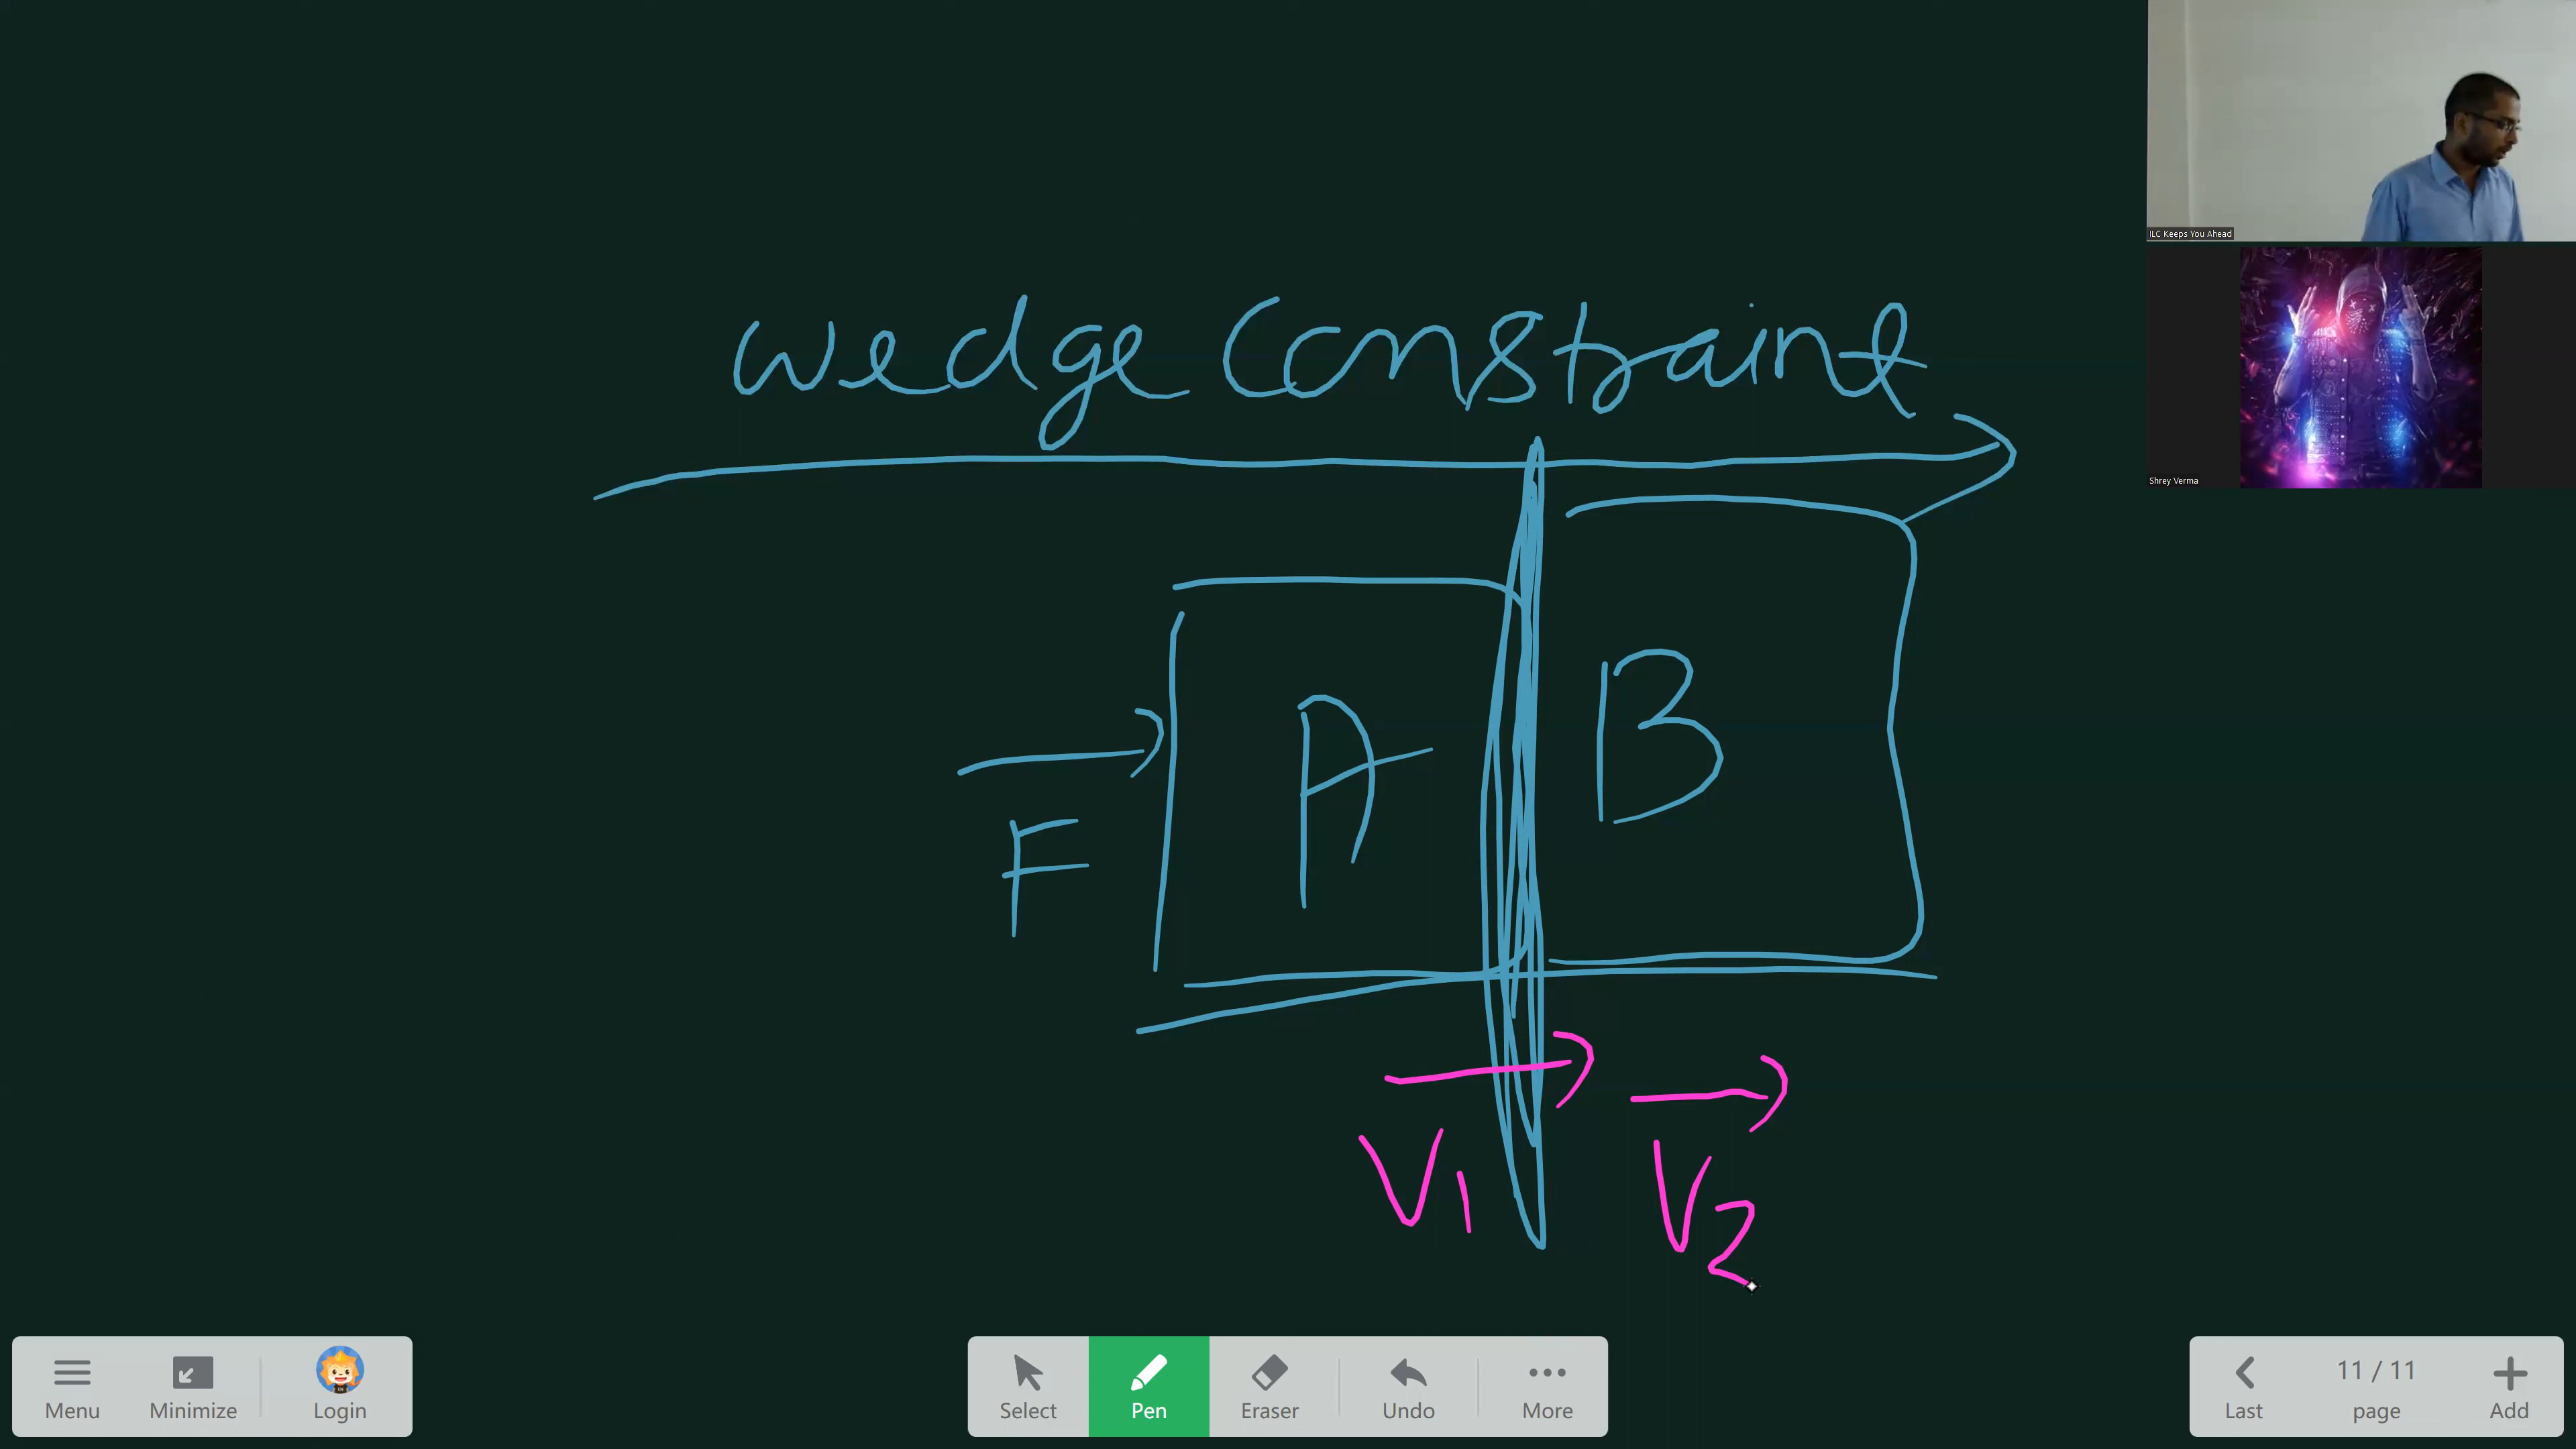 ILC Keeps You Ahead
wedge Constraint
Shrey Verma
A
B
F
V1
V2
Menu
Minimize
Login
Select
Pen
Eraser
Undo
More
11 / 11
Last
page
Add